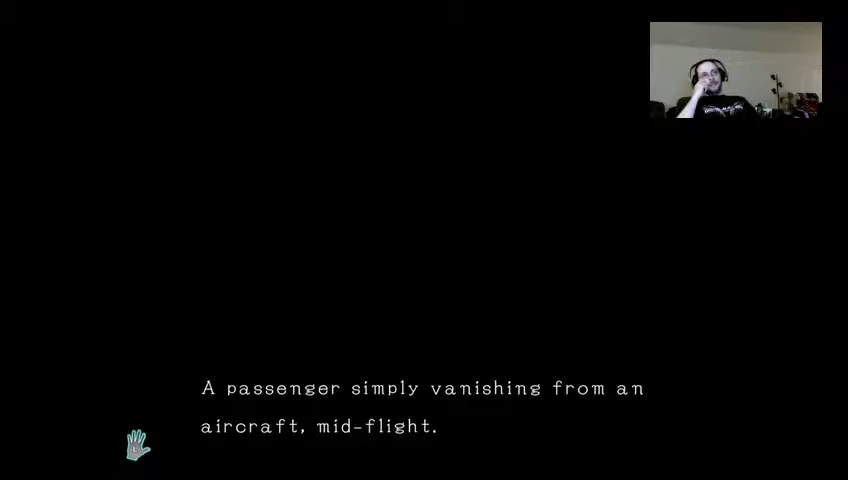 A passenger simply vanishing from an
aircraft, mid-flight.